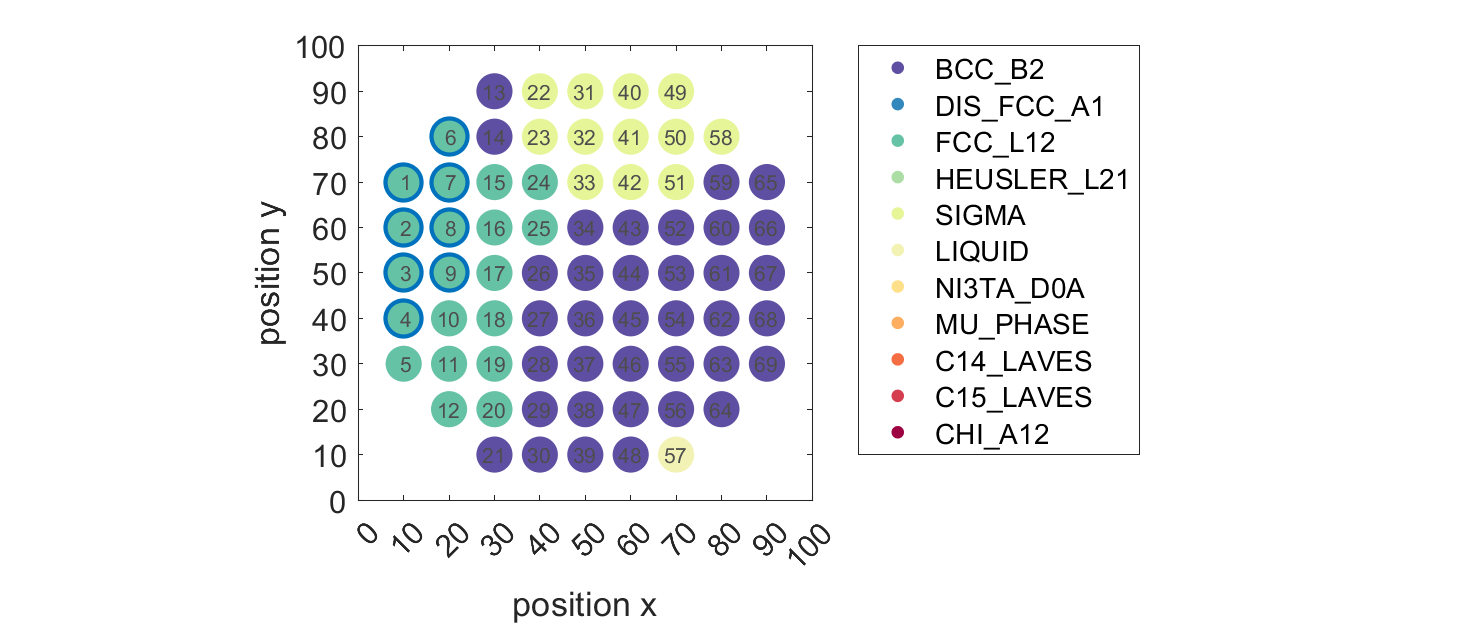 100
90
80
70
60
50
40
30
20
10
0
position y
13 22 31 40 49
6 14 23 32 41 50 58
1 7 15 24 33 42 51 59 65
2 8 16 25 34 43 52 60 66
3 9 17 26 35 44 53 61 67
4 10 18 27 36 45 54 62 68
5 11 19 28 37 46 55 63 69
12 20 29 38 47 56 64
21 30 39 48 57
0 10 20 30 40 50 60 70 80 90 100
position x
BCC_B2
DIS_FCC_A1
FCC_L12
HEUSLER_L21
SIGMA
LIQUID
NI3TA_D0A
MU_PHASE
C14_LAVES
C15_LAVES
CHI_A12